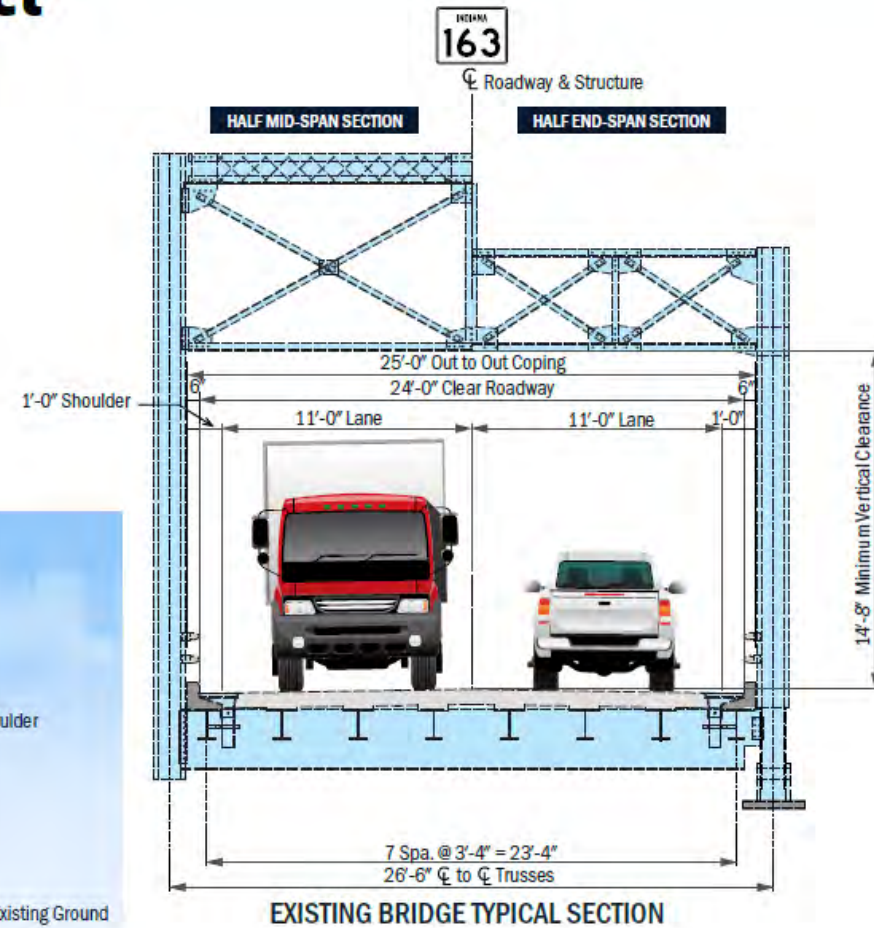 INDIANA
163
℄ Roadway & Structure
HALF MID-SPAN SECTION
HALF END-SPAN SECTION
25'-0" Out to Out Coping
6"
24'-0" Clear Roadway
6"
1'-0" Shoulder
11'-0" Lane
11'-0" Lane
1'-0"
14'-8" Minimum Vertical Clearance
ulder
7 Spa. @ 3'-4" = 23'-4"
26'-6" ℄ to ℄ Trusses
xisting Ground
EXISTING BRIDGE TYPICAL SECTION